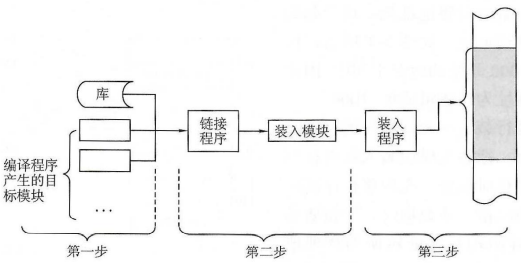 库
编译程序
产生的目
标模块
...
链接
程序
装入模块
装入
程序
第一步
第二步
第三步